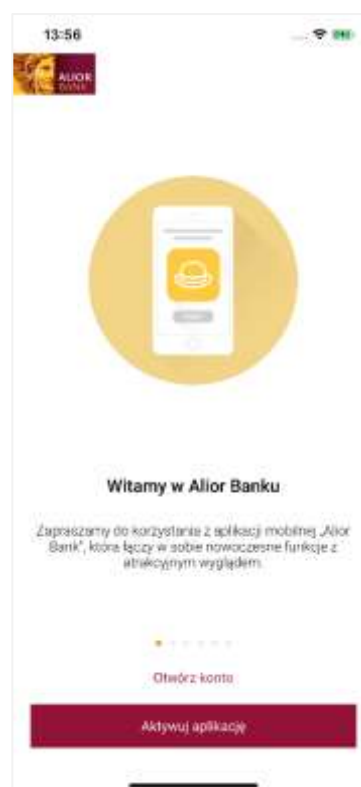 13:56
ALIOR
BANK
Witamy w Alior Banku
Zapraszamy do korzystania z aplikacji mobilnej „Alior
Bank”, która łączy w sobie nowoczesne funkcje z
atrakcyjnym wyglądem.
Otwórz konto
Aktywuj aplikację